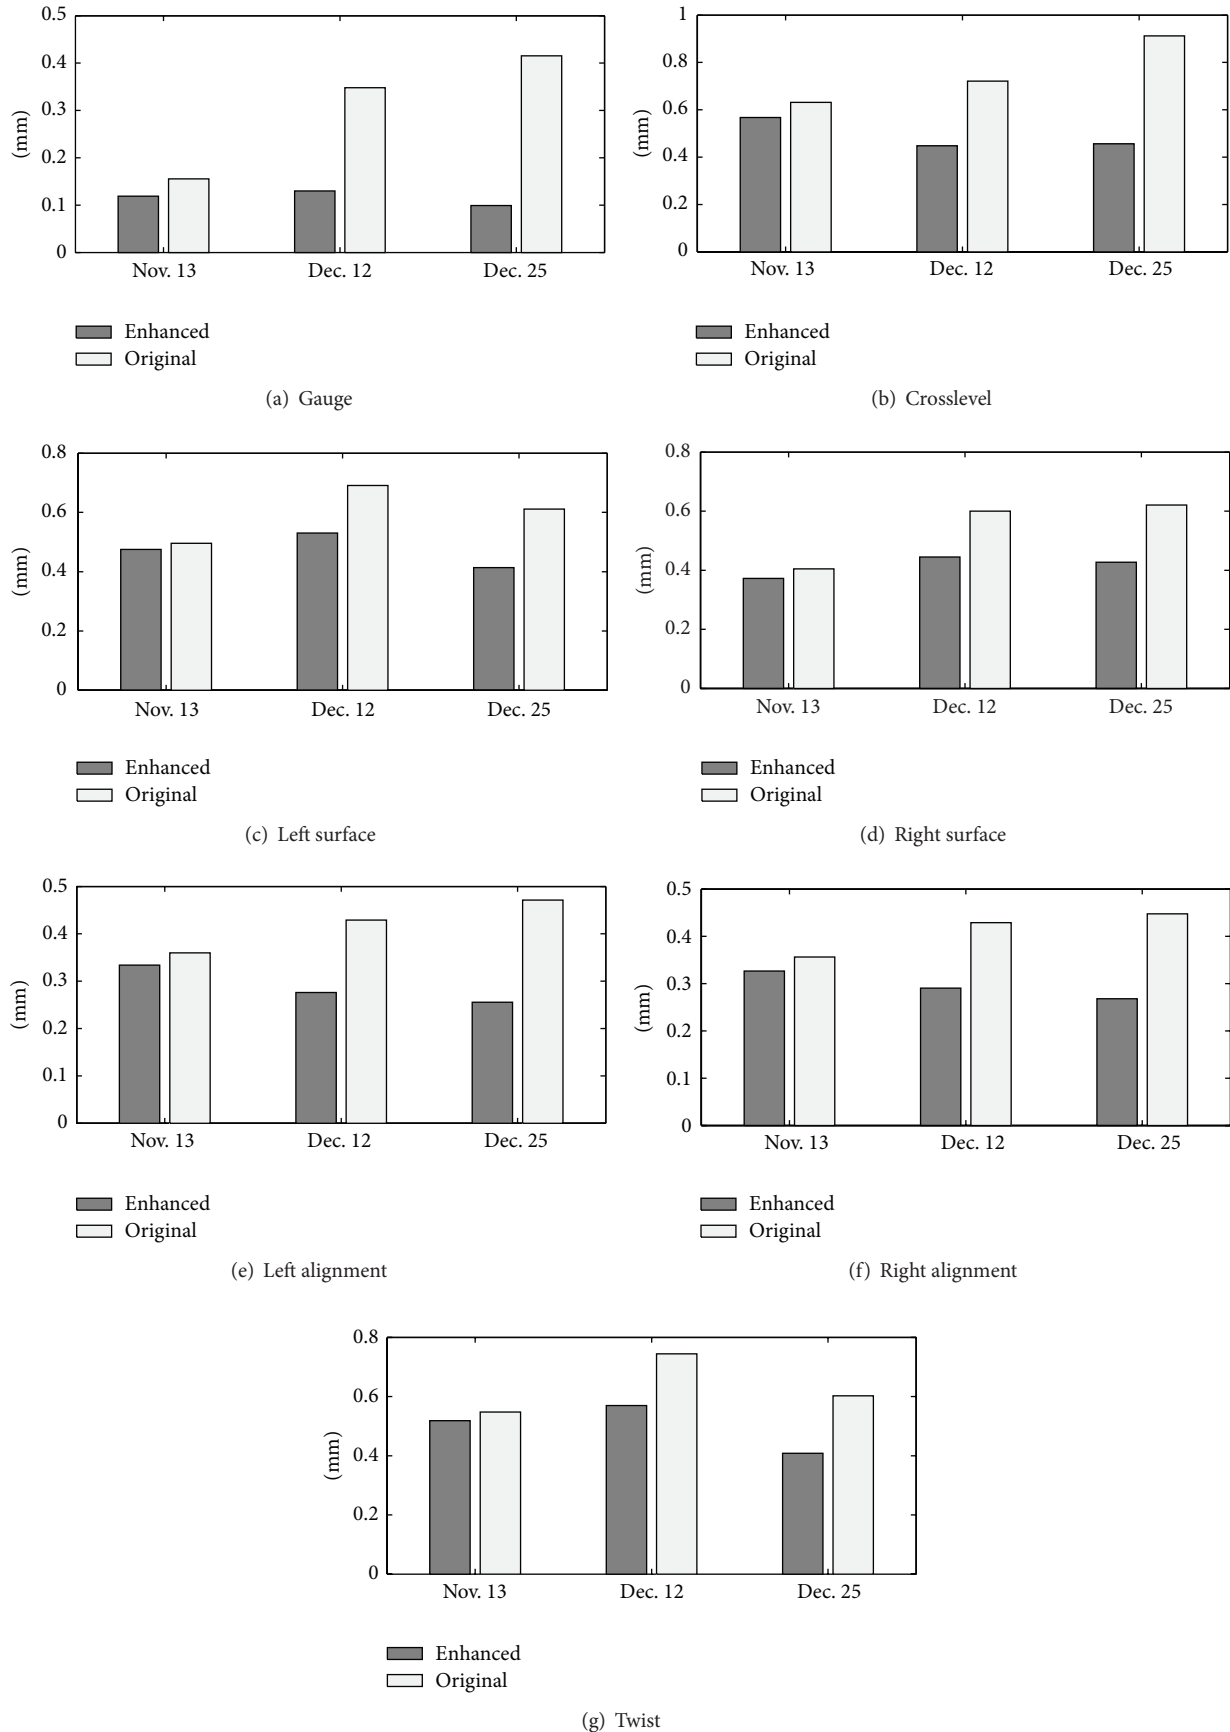 0.5
0.4
0.3
0.2
0.1
0
(mm)
Nov. 13 Dec. 12 Dec. 25
Enhanced
Original
(a) Gauge
1
0.8
0.6
0.4
0.2
0
(mm)
Nov. 13 Dec. 12 Dec. 25
Enhanced
Original
(b) Crosslevel
0.8
0.6
0.4
0.2
0
(mm)
Nov. 13 Dec. 12 Dec. 25
Enhanced
Original
(c) Left surface
0.8
0.6
0.4
0.2
0
(mm)
Nov. 13 Dec. 12 Dec. 25
Enhanced
Original
(d) Right surface
0.5
0.4
0.3
0.2
0.1
0
(mm)
Nov. 13 Dec. 12 Dec. 25
Enhanced
Original
(e) Left alignment
0.5
0.4
0.3
0.2
0.1
0
(mm)
Nov. 13 Dec. 12 Dec. 25
Enhanced
Original
(f) Right alignment
0.8
0.6
0.4
0.2
0
(mm)
Nov. 13 Dec. 12 Dec. 25
Enhanced
Original
(g) Twist